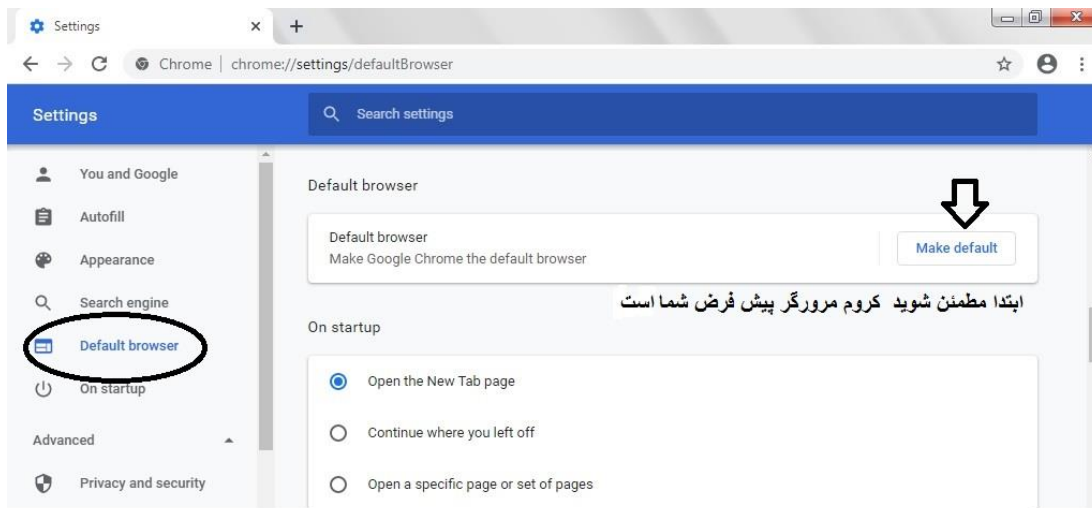 Settings
Chrome | chrome://settings/defaultBrowser
Settings
Search settings
You and Google
Autofill
Appearance
Search engine
Default browser
On startup
Advanced
Privacy and security
Default browser
Default browser
Make Google Chrome the default browser
Make default
ابتدا مطمئن شوید کروم مرورگر پیش فرض شما است
On startup
Open the New Tab page
Continue where you left off
Open a specific page or set of pages